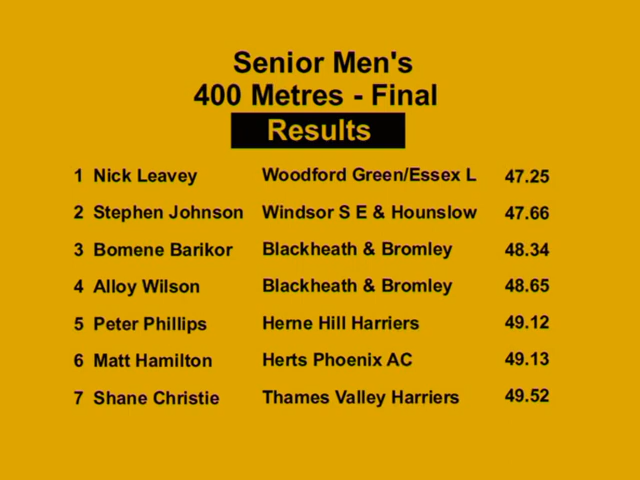 Senior Men's
400 Metres - Final
Results
1 Nick Leavey Woodford Green/Essex L 47.25
2 Stephen Johnson Windsor S E & Hounslow 47.66
3 Bomene Barikor Blackheath & Bromley 48.34
4 Alloy Wilson Blackheath & Bromley 48.65
5 Peter Phillips Herne Hill Harriers 49.12
6 Matt Hamilton Herts Phoenix AC 49.13
7 Shane Christie Thames Valley Harriers 49.52